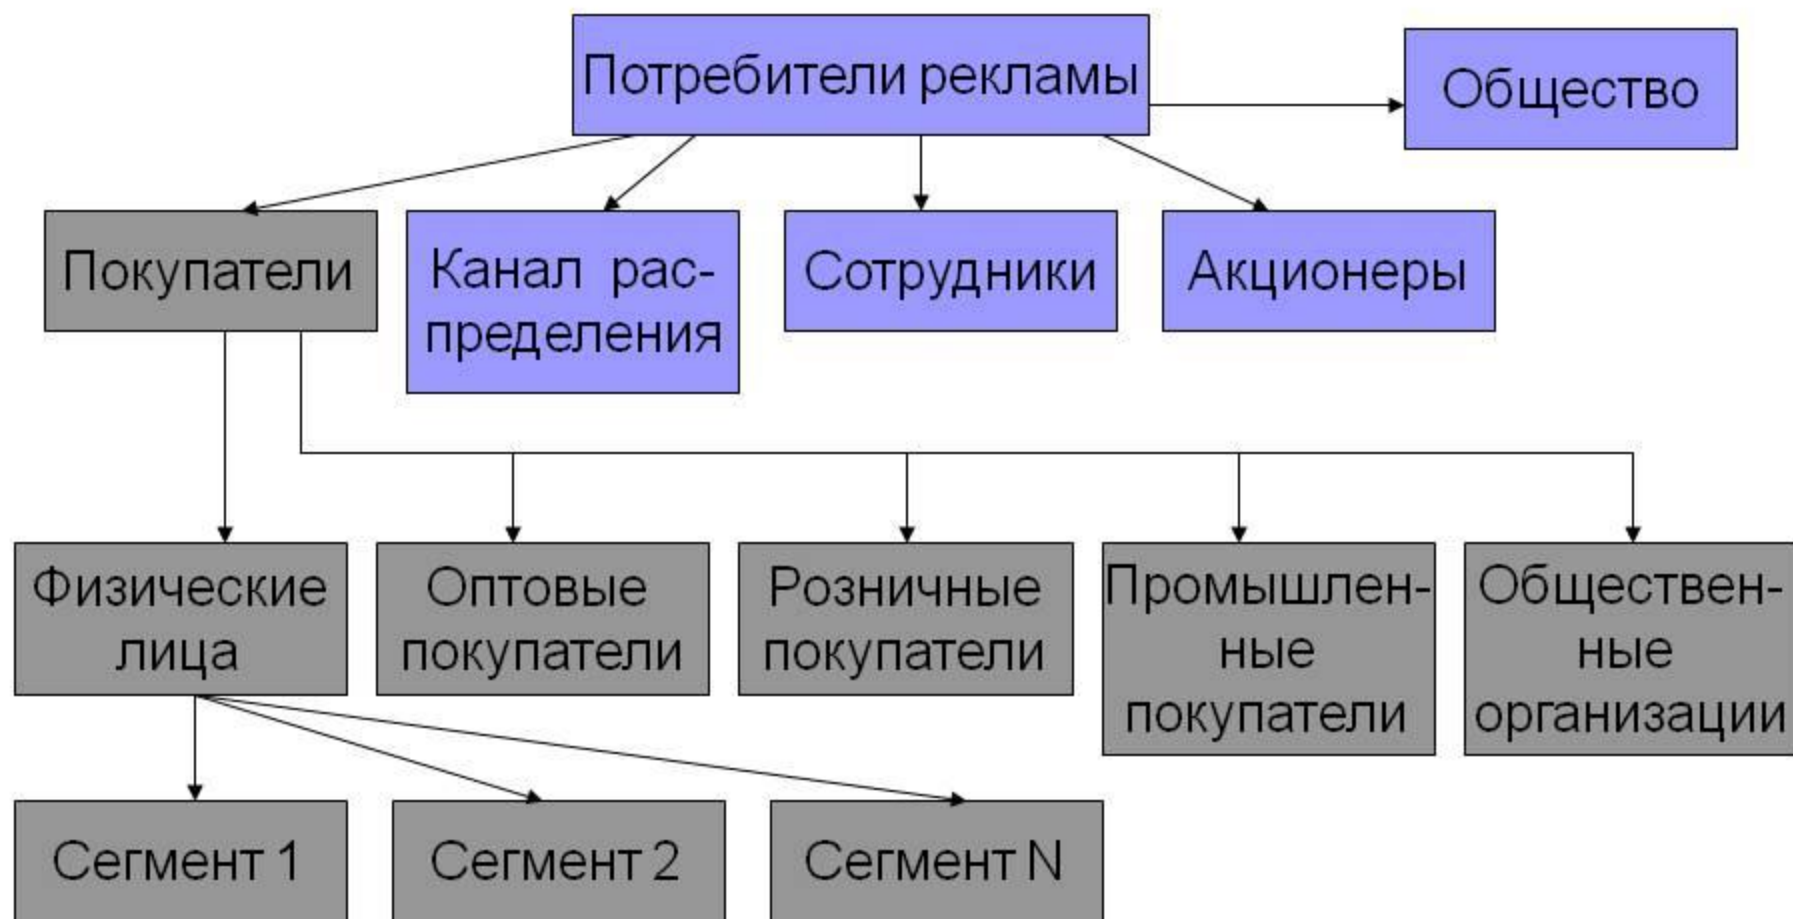 Потребители рекламы
Общество
Покупатели
Канал рас-
пределения
Сотрудники
Акционеры
Физические
лица
Оптовые
покупатели
Розничные
покупатели
Промышлен-
ные
покупатели
Обществен-
ные
организации
Сегмент 1
Сегмент 2
Сегмент N